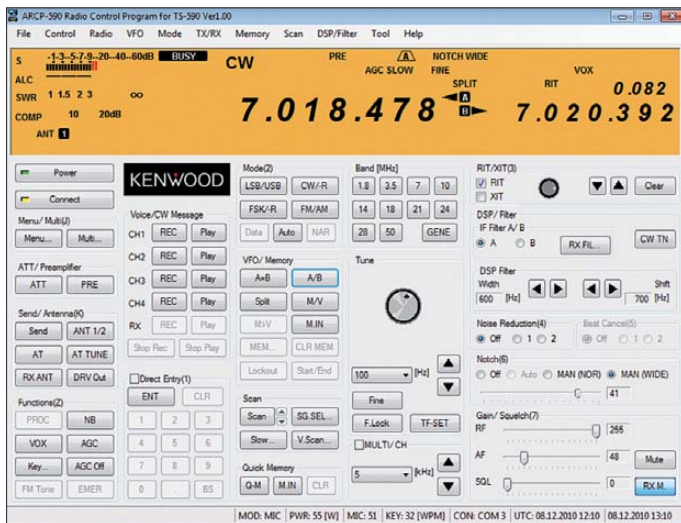 ARCP-590 Radio Control Program for TS-590 Ver1.00
File Control Radio VFO Mode TX/RX Memory Scan DSP/Filter Tool Help
S -1-3--5-7-9--20--40--60dB BUSY CW PRE A NOTCH WIDE
AGC SLOW FINE VOX
ALC
SPLIT RIT 0.082
SWR 1 1.5 2 3 ∞
7.018.478 A B 7.020.392
COMP 10 20dB
ANT 1
Power
Connect
Menu/ Multi(J)
Menu... Multi...
ATT/ Preamplifier
ATT PRE
Send/ Antenna(K)
Send ANT 1/2
AT AT TUNE
RX ANT DRV Out
Functions(Z)
PROC NB
VOX AGC
Key... AGC Off
FM Tone EMER
KENWOOD
Voice/CW Message
CH1 REC Play
CH2 REC Play
CH3 REC Play
CH4 REC Play
RX REC Play
Stop Rec Stop Play
Direct Entry(1)
ENT CLR
1 2 3
4 5 6
7 8 9
0 . BS
Mode(2)
LSB/USB CW/-R
FSK/-R FM/AM
Data Auto NAR
VFO/ Memory
A=B A/B
Split M/V
M>V M.IN
MEM... CLR MEM
Lockout Start/End
Scan
Scan SG SEL...
Slow... V.Scan...
Quick Memory
Q-M M.IN CLR
Band [MHz]
1.8 3.5 7 10
14 18 21 24
28 50 GENE
Tune
100 [Hz]
Fine
F.Lock TF-SET
MULTI/ CH
5 [kHz]
RIT/XIT(3)
RIT
XIT
Clear
DSP/ Filter
IF Filter A/ B
A B RX FIL... CW TN
DSP Filter
Width Shift
600 [Hz] 700 [Hz]
Noise Reduction(4) Beat Cancel(5)
Off 1 2 Off 1 2
Notch(6)
Off Auto MAN (NOR) MAN (WIDE)
41
Gain/ Squelch(7)
RF 255
AF 48 Mute
SQL 0 RX M.
MOD: MIC PWR: 55 [W] MIC: 51 KEY: 32 [WPM] CON: COM 3 UTC: 08.12.2010 12:10 08.12.2010 13:10